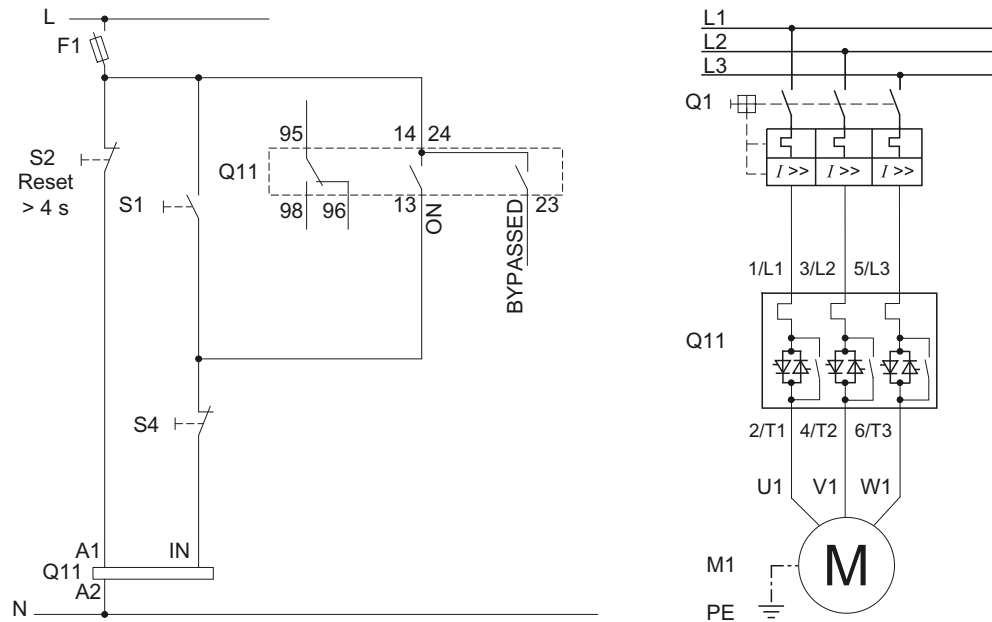 L
F1
S2
Reset
> 4 s
S1
Q11
95
14 24
98
96
13
ON
23
BYPASSED
S4
A1
IN
Q11
A2
N
L1
L2
L3
Q1
I >> I >> I >>
1/L1 3/L2 5/L3
Q11
2/T1 4/T2 6/T3
U1 V1 W1
M1
M
PE